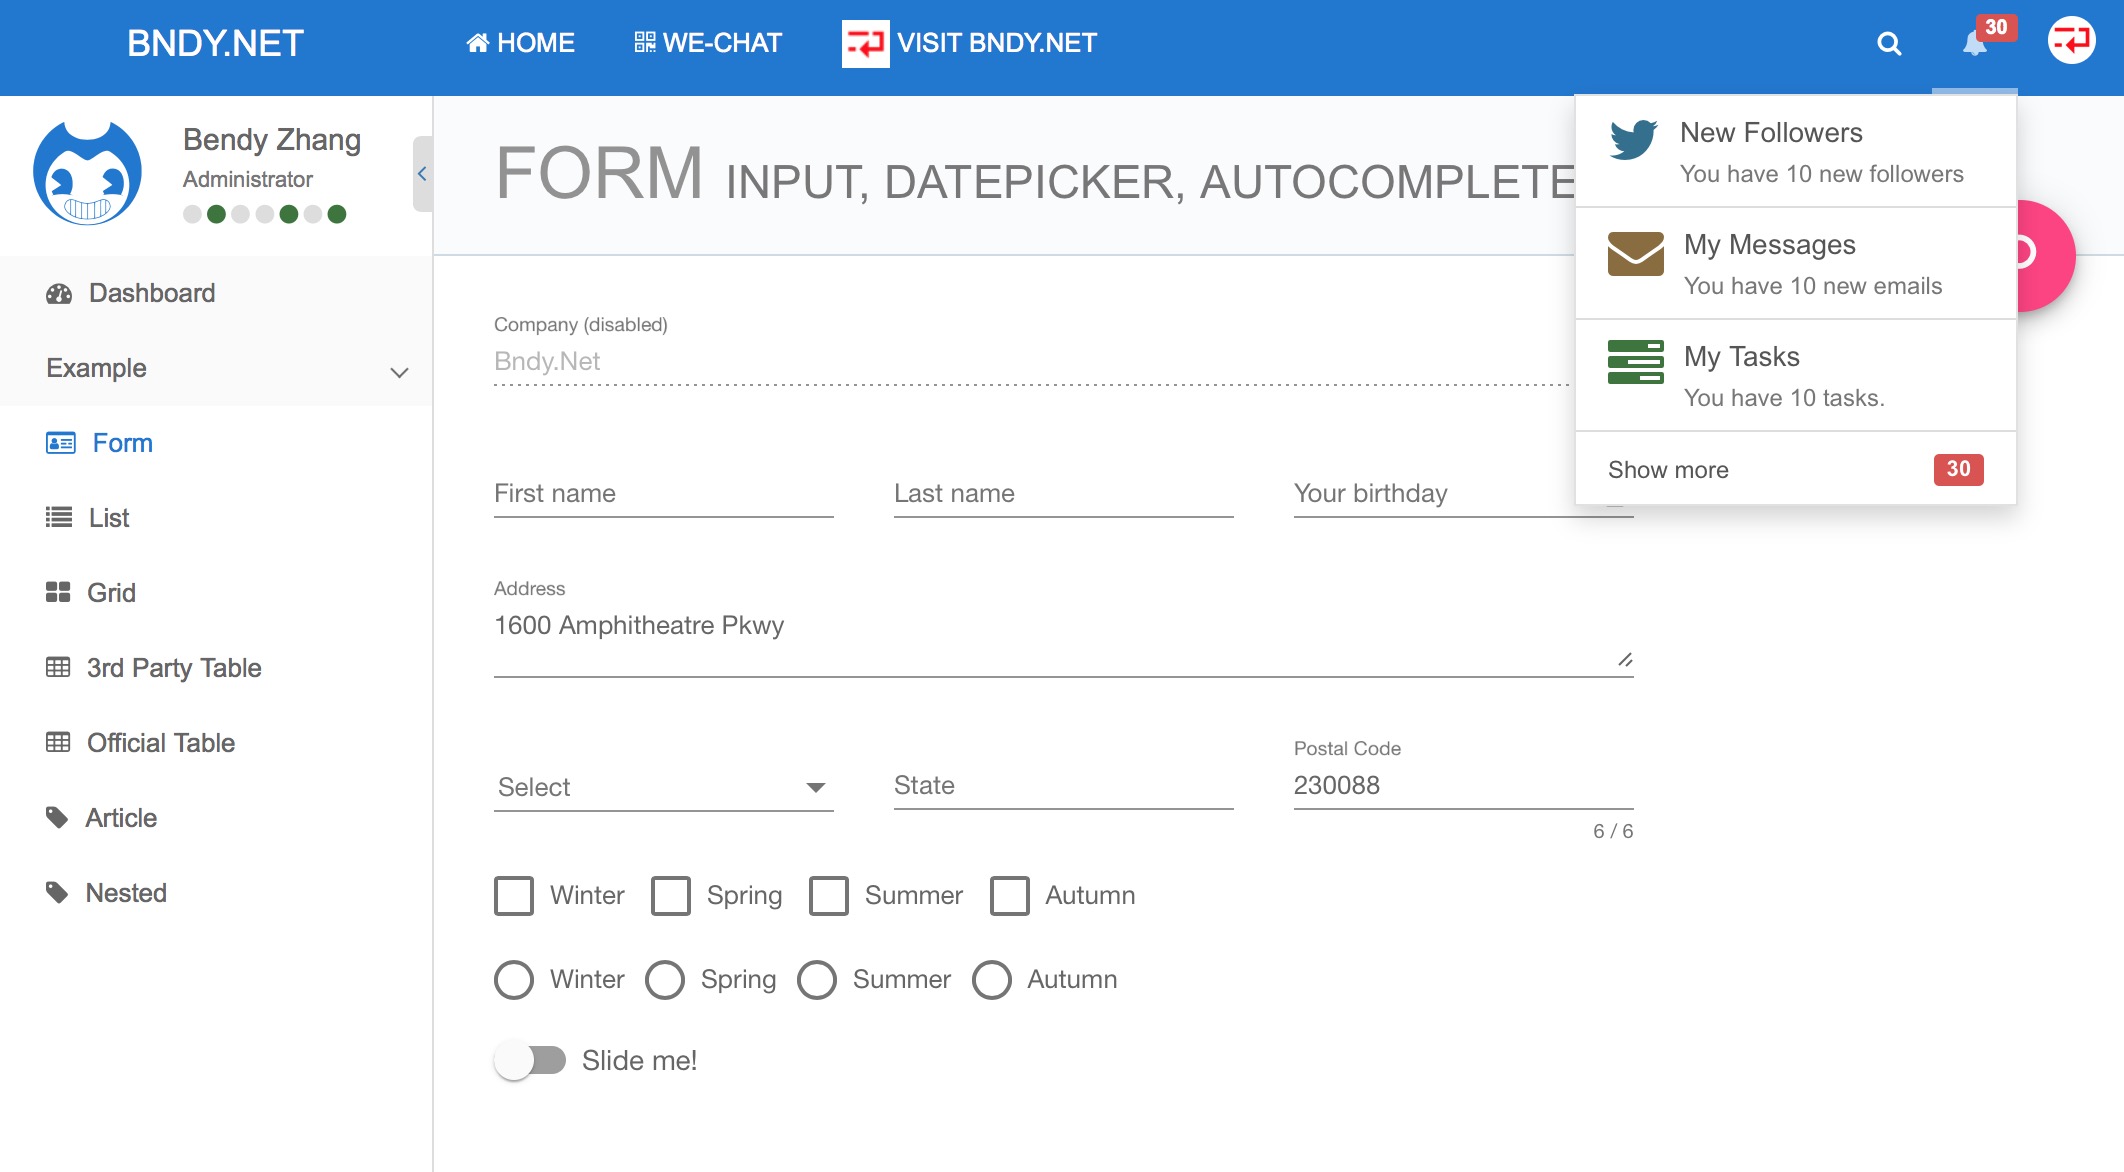 BNDY.NET HOME WE-CHAT VISIT BNDY.NET 30
Bendy Zhang
Administrator
Dashboard
Example
Form
List
Grid
3rd Party Table
Official Table
Article
Nested
FORM INPUT, DATEPICKER, AUTOCOMPLETE
New Followers
You have 10 new followers
My Messages
You have 10 new emails
My Tasks
You have 10 tasks.
Show more 30
Company (disabled)
Bndy.Net
First name Last name Your birthday
Address
1600 Amphitheatre Pkwy
Postal Code
Select State 230088
6 / 6
Winter Spring Summer Autumn
Winter Spring Summer Autumn
Slide me!